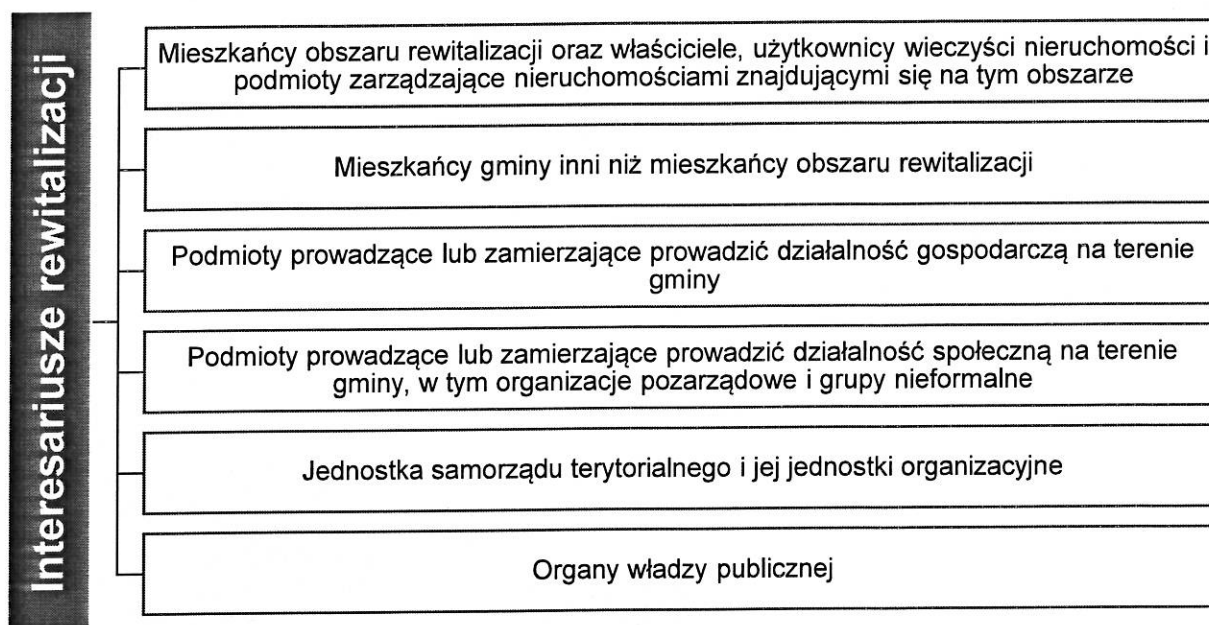 Interesariusze rewitalizacji
Mieszkańcy obszaru rewitalizacji oraz właściciele, użytkownicy wieczyści nieruchomości i
podmioty zarządzające nieruchomościami znajdującymi się na tym obszarze
Mieszkańcy gminy inni niż mieszkańcy obszaru rewitalizacji
Podmioty prowadzące lub zamierzające prowadzić działalność gospodarczą na terenie
gminy
Podmioty prowadzące lub zamierzające prowadzić działalność społeczną na terenie
gminy, w tym organizacje pozarządowe i grupy nieformalne
Jednostka samorządu terytorialnego i jej jednostki organizacyjne
Organy władzy publicznej